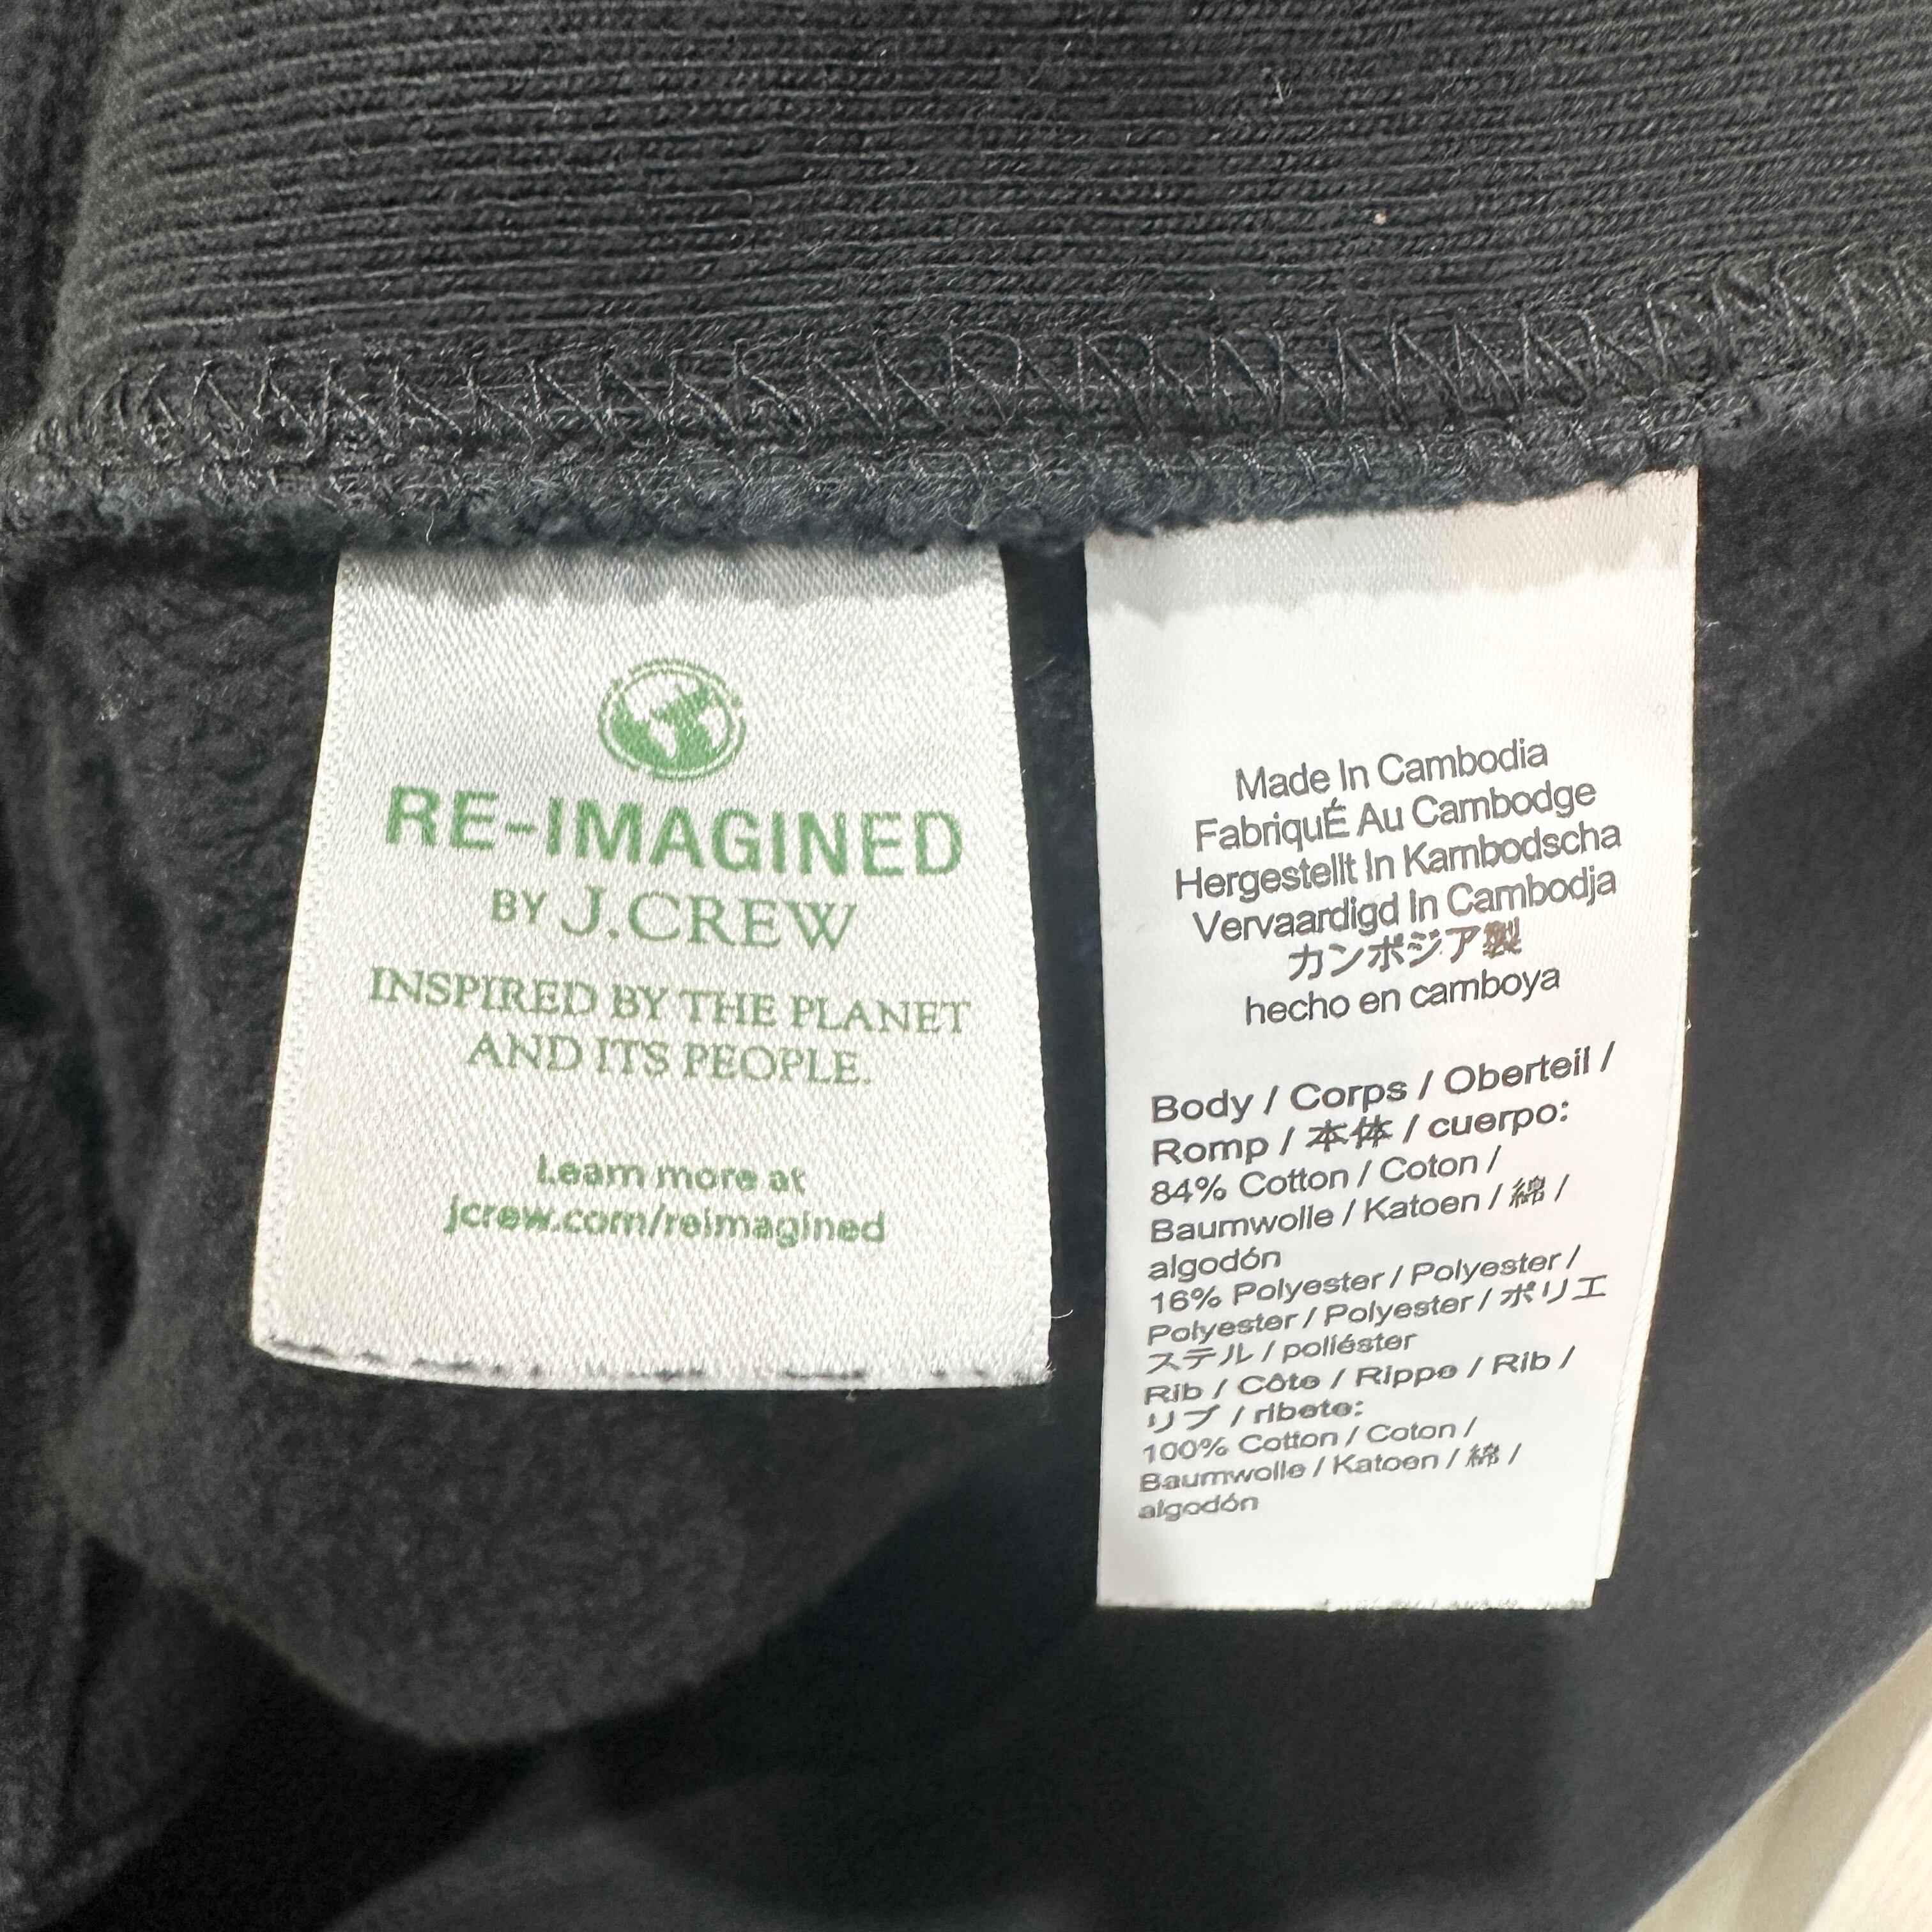 RE-IMAGINED
BY J.CREW
INSPIRED BY THE PLANET
AND ITS PEOPLE.
Learn more at
jcrew.com/reimagined
Made In Cambodia
FabriquÉ Au Cambodge
Hergestellt In Kambodscha
Vervaardigd In Cambodja
カンボジア製
hecho en camboya
Body / Corps / Oberteil /
Romp / 本体 / cuerpo:
84% Cotton / Coton /
Baumwolle / Katoen / 綿 /
algodón
16% Polyester / Polyester /
Polyester / Polyester / ポリエ
ステル / poliéster
Rib / Côte / Rippe / Rib /
リブ / ribete:
100% Cotton / Coton /
Baumwolle / Katoen / 綿 /
algodón